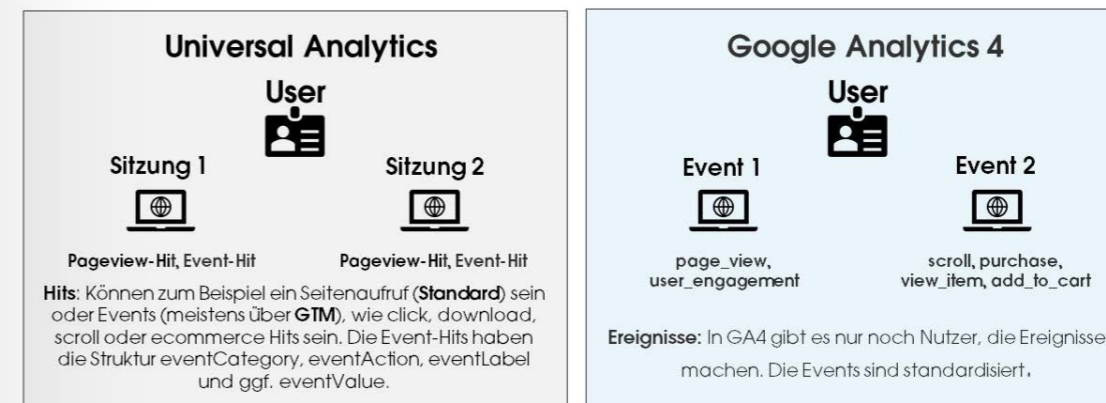 Universal Analytics
User
Sitzung 1
Sitzung 2
Pageview-Hit, Event-Hit
Pageview-Hit, Event-Hit
Hits: Können zum Beispiel ein Seitenaufruf (Standard) sein
oder Events (meistens über GTM), wie click, download,
scroll oder ecommerce Hits sein. Die Event-Hits haben
die Struktur eventCategory, eventAction, eventLabel
und ggf. eventValue.
Google Analytics 4
User
Event 1
Event 2
page_view,
user_engagement
scroll, purchase,
view_item, add_to_cart
Ereignisse: In GA4 gibt es nur noch Nutzer, die Ereignisse
machen. Die Events sind standardisiert.